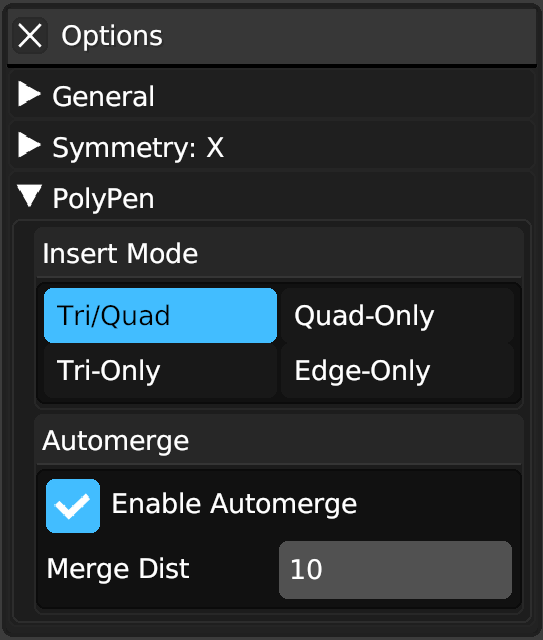 Options
General
Symmetry: X
PolyPen
Insert Mode
Tri/Quad Quad-Only
Tri-Only Edge-Only
Automerge
Enable Automerge
Merge Dist 10